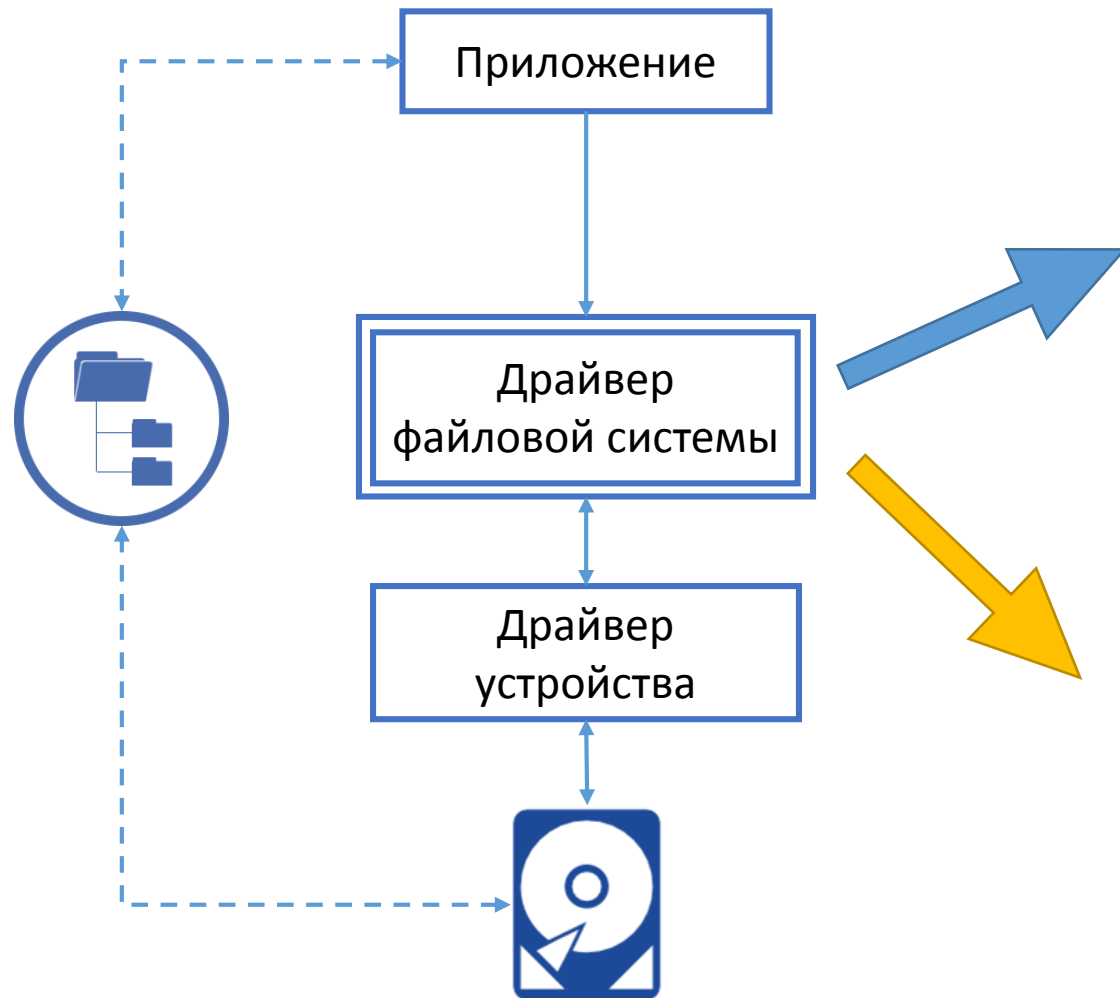 Приложение
Драйвер
файловой системы
Драйвер
устройства